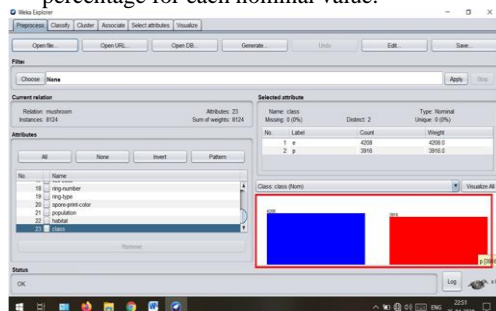 percentage for each nominal value.
Weka Explorer
Preprocess Classify Cluster Associate Select attributes Visualize
Open file... Open URL... Open DB... Generate... Undo Edit... Save...
Filter
Choose None Apply Stop
Current relation
Relation: mushroom Attributes: 23
Instances: 8124 Sum of weights: 8124
Attributes
All None Invert Pattern
No. Name
18 ring-number
19 ring-type
20 spore-print-color
21 population
22 habitat
23 class
Remove
Selected attribute
Name: class Type: Nominal
Missing: 0 (0%) Distinct: 2 Unique: 0 (0%)
No. Label Count Weight
1 e 4208 4208.0
2 p 3916 3916.0
Class: class (Nom) Visualize All
4208 3916
Status
OK Log
ENG 22:51